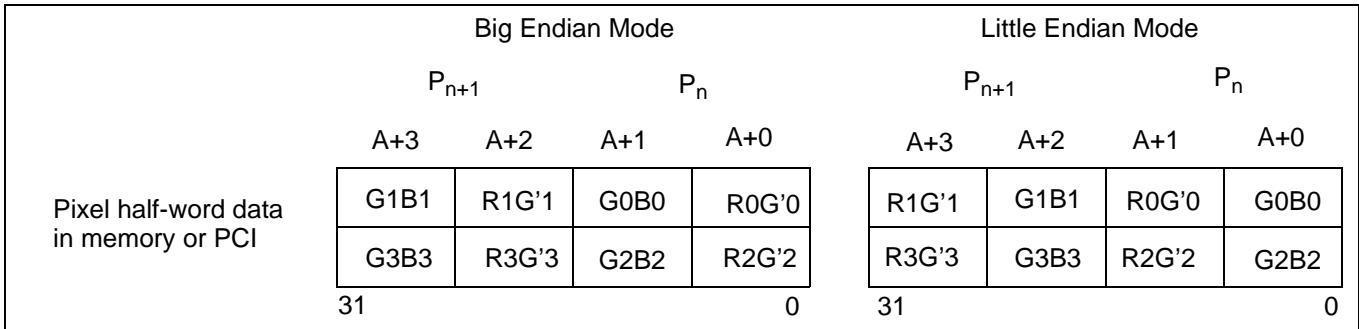 Big Endian Mode Little Endian Mode
Pn+1 Pn Pn+1 Pn
A+3 A+2 A+1 A+0 A+3 A+2 A+1 A+0
Pixel half-word data
in memory or PCI
G1B1 R1G'1 G0B0 R0G'0 R1G'1 G1B1 R0G'0 G0B0
G3B3 R3G'3 G2B2 R2G'2 R3G'3 G3B3 R2G'2 G2B2
31 0 31 0